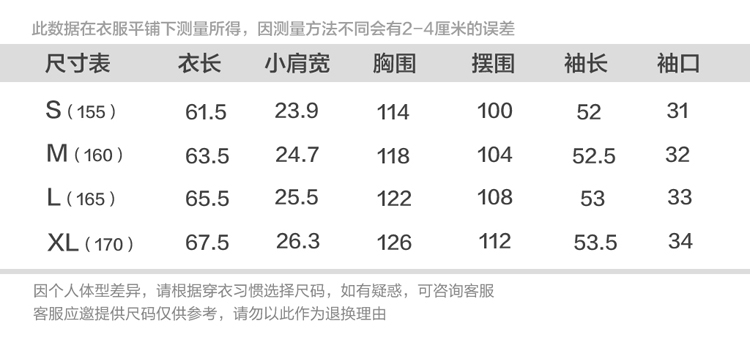 此数据在衣服平铺下测量所得，因测量方法不同会有2-4厘米的误差
尺寸表 衣长 小肩宽 胸围 摆围 袖长 袖口
S（155） 61.5 23.9 114 100 52 31
M（160） 63.5 24.7 118 104 52.5 32
L（165） 65.5 25.5 122 108 53 33
XL（170） 67.5 26.3 126 112 53.5 34
因个人体型差异，请根据穿衣习惯选择尺码，如有疑惑，可咨询客服
客服应邀提供尺码仅供参考，请勿以此作为退换理由